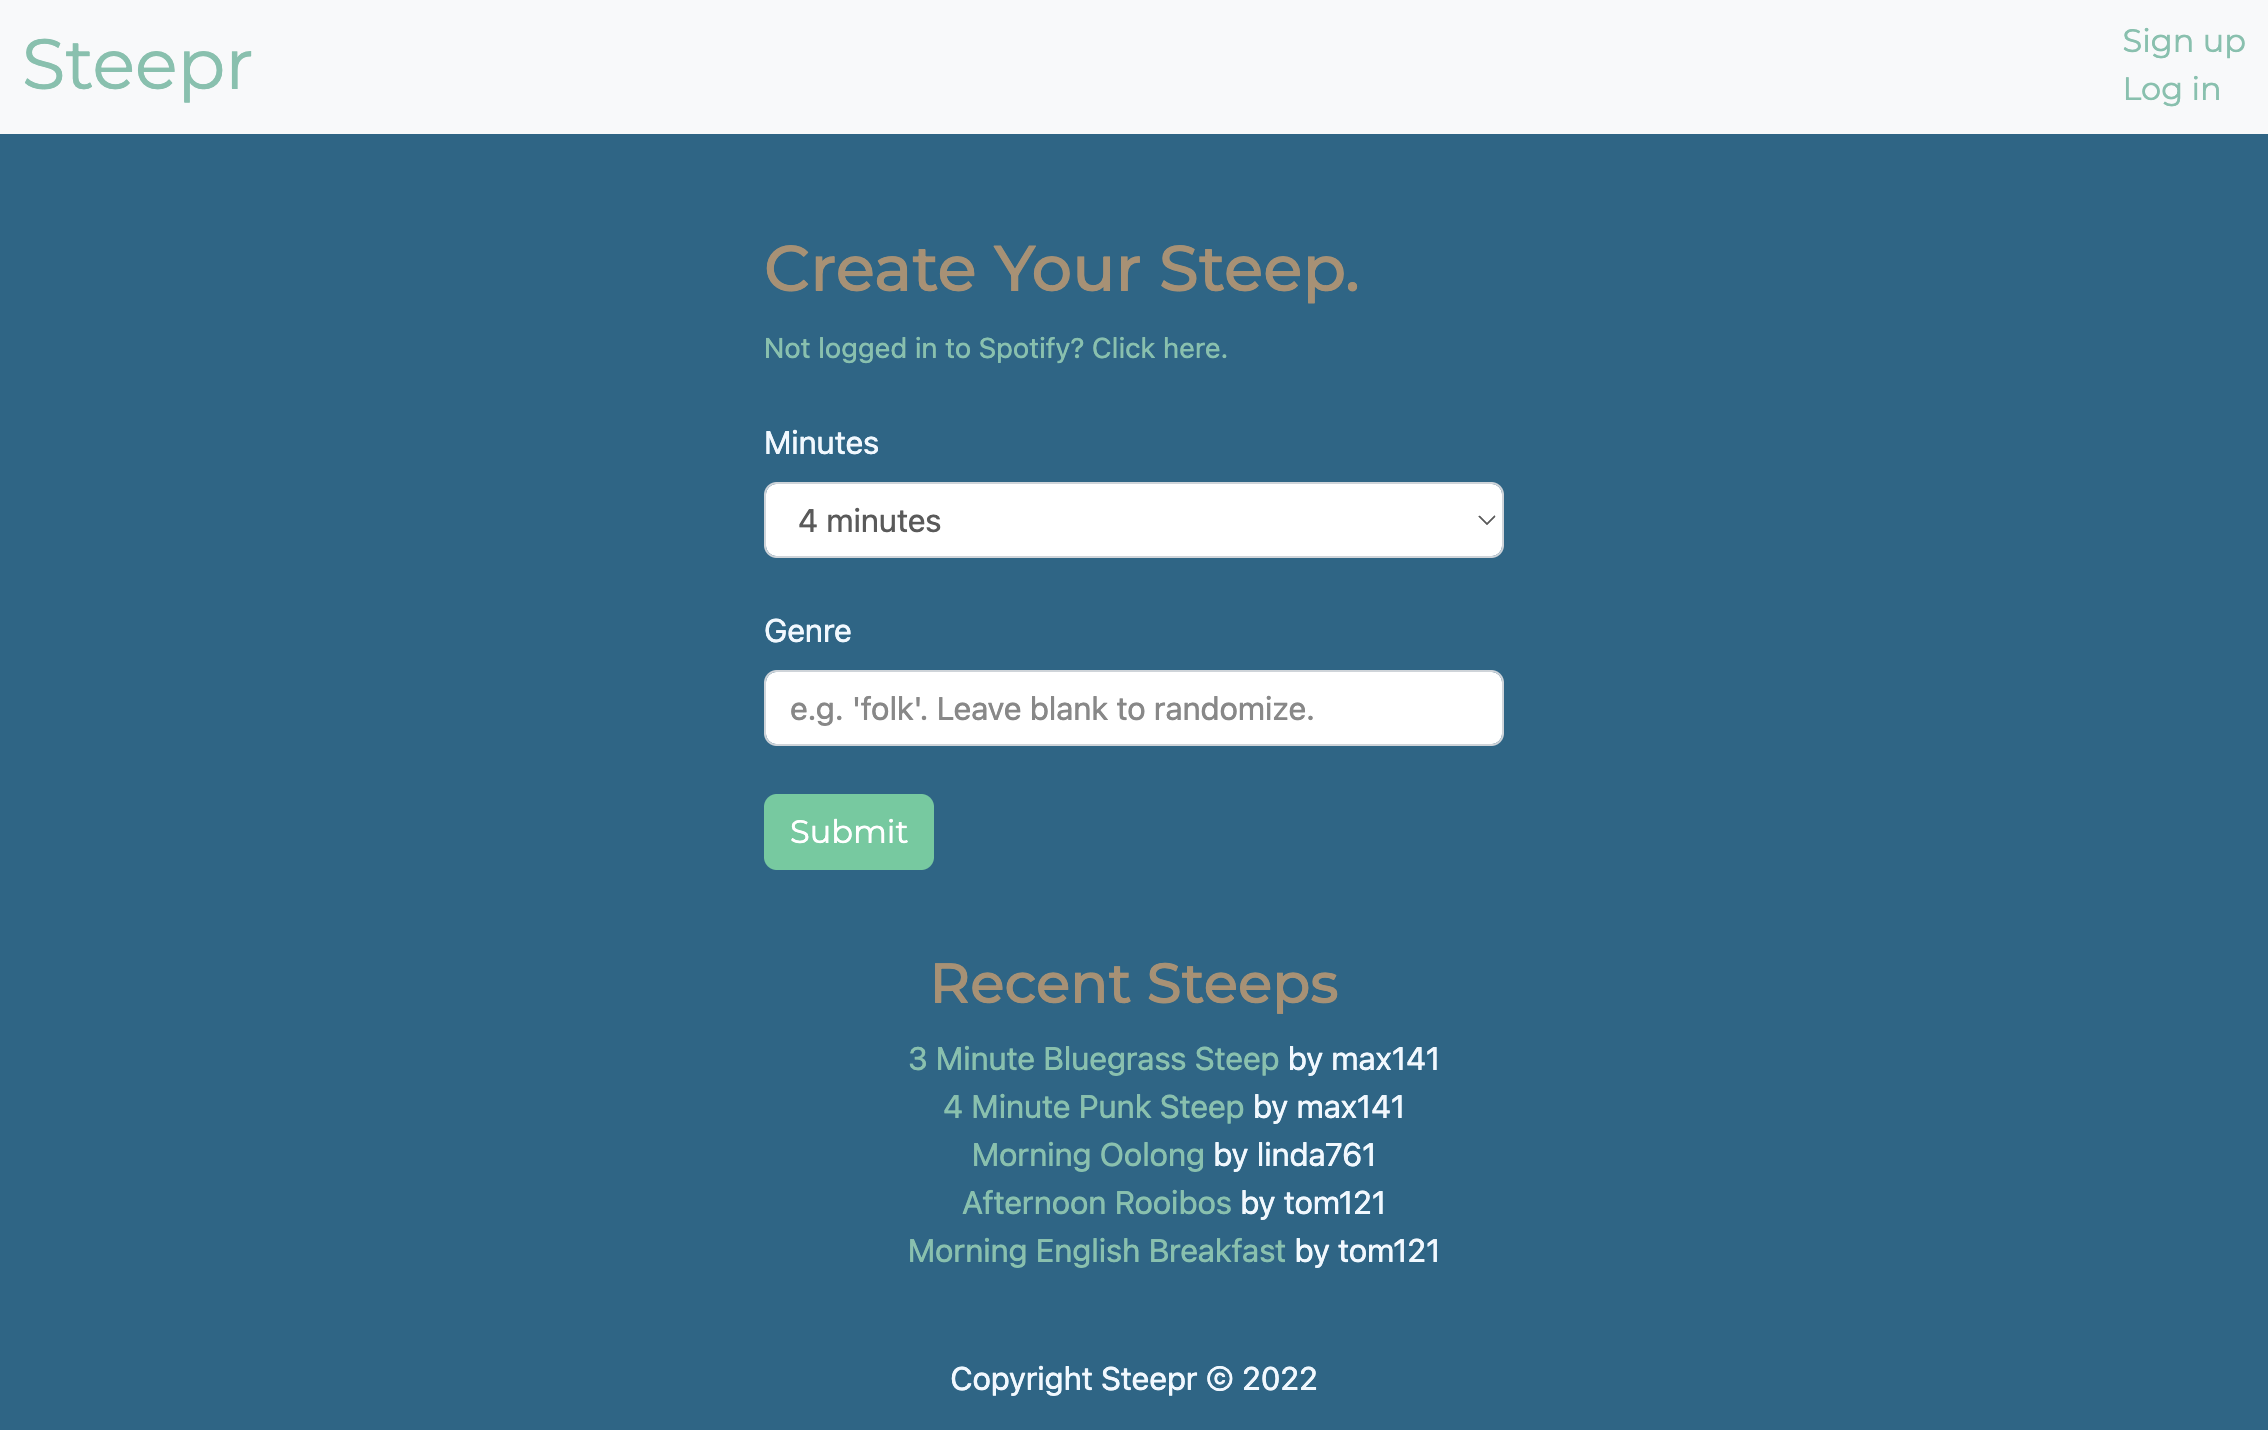 Steepr
Sign up
Log in
Create Your Steep.
Not logged in to Spotify? Click here.
Minutes
4 minutes
Genre
e.g. 'folk'. Leave blank to randomize.
Submit
Recent Steeps
3 Minute Bluegrass Steep by max141
4 Minute Punk Steep by max141
Morning Oolong by linda761
Afternoon Rooibos by tom121
Morning English Breakfast by tom121
Copyright Steepr © 2022